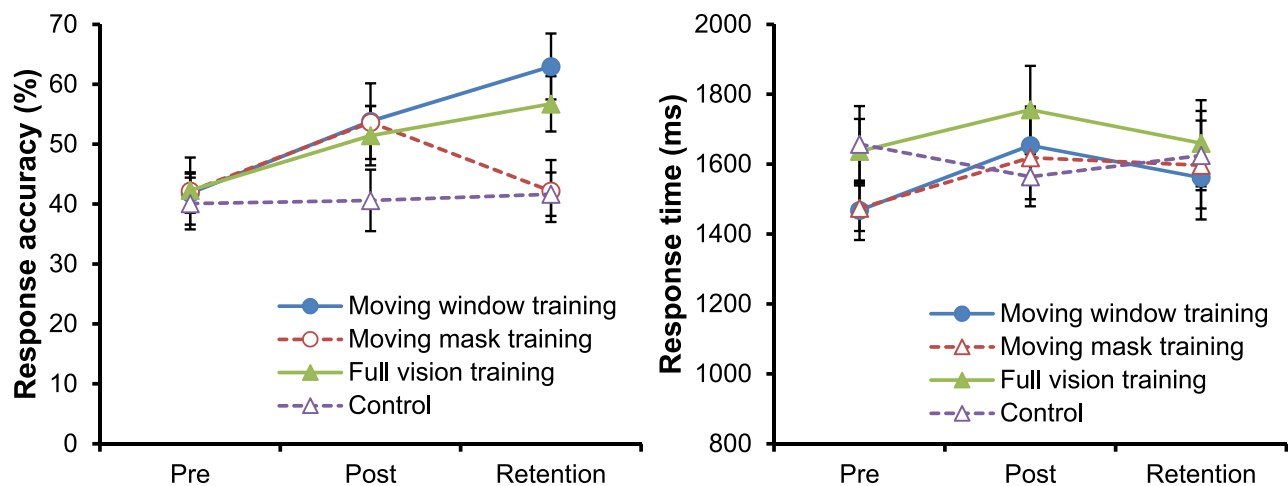 Response accuracy (%)
70
60
50
40
30
20
10
0
Moving window training
Moving mask training
Full vision training
Control
Pre
Post
Retention
Response time (ms)
2000
1800
1600
1400
1200
1000
800
Moving window training
Moving mask training
Full vision training
Control
Pre
Post
Retention